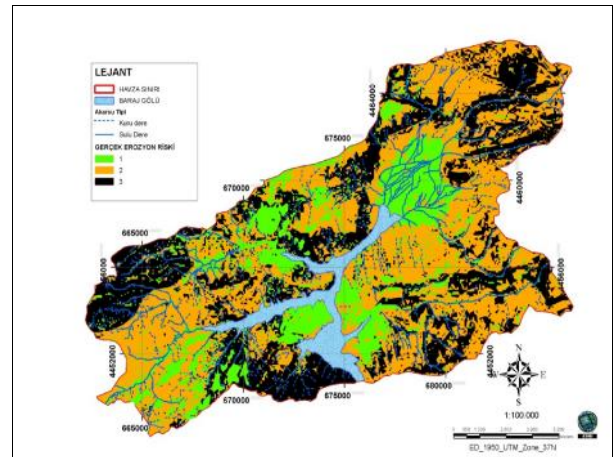 LEJANT
HAVZA SINIRI
BARAJ GÖLÜ
Akarsu Tipi
Kuru dere
Sulu Dere
GERÇEK EROZYON RİSKİ
1
2
3
4464000
675000
670000
4460000
665000
4456000
4456000
4452000
4452000
670000
675000
680000
665000
N
W
E
S
1:100 000
ED_1950_UTM_Zone_37N